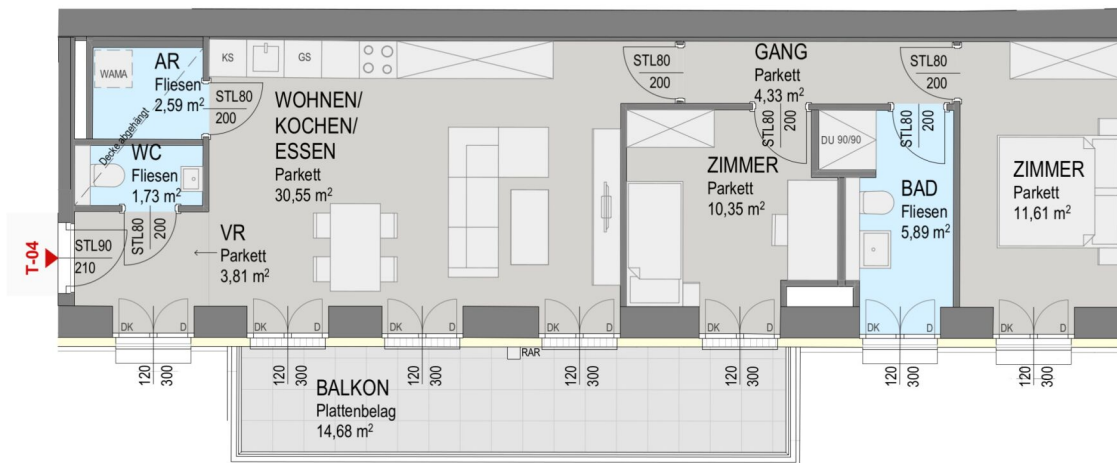 AR
Fliesen
2,59 m²
WAMA
Decke abgehängt
STL80
200
KS
GS
WOHNEN/
KOCHEN/
ESSEN
Parkett
30,55 m²
WC
Fliesen
1,73 m²
STL80
200
T-04
STL90
210
VR
Parkett
3,81 m²
STL80
200
GANG
Parkett
4,33 m²
STL80
200
STL80
200
STL80
200
DU 90/90
ZIMMER
Parkett
10,35 m²
BAD
Fliesen
5,89 m²
ZIMMER
Parkett
11,61 m²
DK
D
DK
D
DK
D
DK
D
DK
D
DK
D
DK
D
RAR
120
300
120
300
120
300
120
300
120
300
120
300
120
300
BALKON
Plattenbelag
14,68 m²